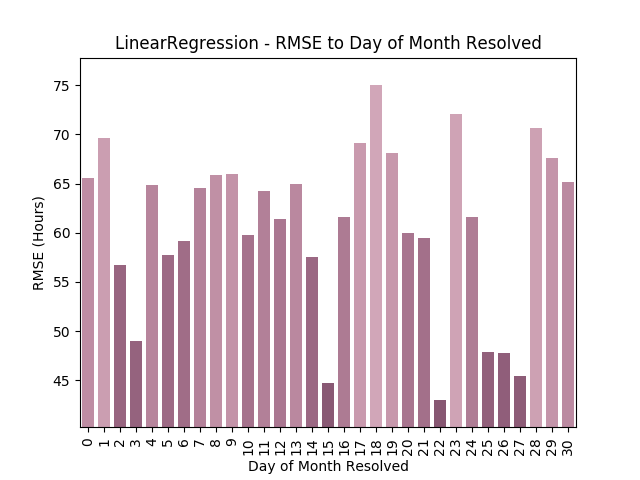 LinearRegression - RMSE to Day of Month Resolved
75
70
65
60
55
50
45
RMSE (Hours)
0 1 2 3 4 5 6 7 8 9 10 11 12 13 14 15 16 17 18 19 20 21 22 23 24 25 26 27 28 29 30
Day of Month Resolved